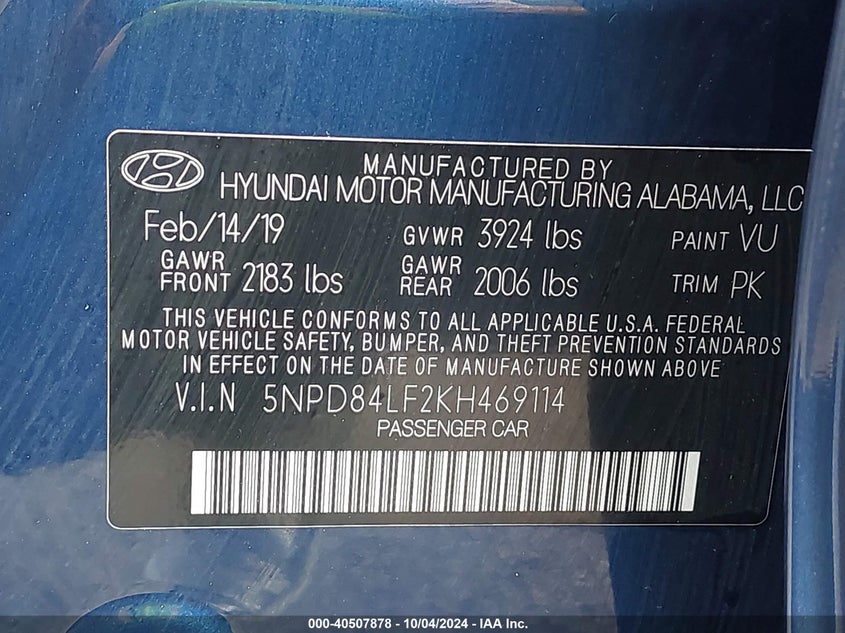 MANUFACTURED BY
HYUNDAI MOTOR MANUFACTURING ALABAMA, LLC
Feb/14/19 GVWR 3924 lbs PAINT VU
GAWR FRONT 2183 lbs GAWR REAR 2006 lbs TRIM PK
THIS VEHICLE CONFORMS TO ALL APPLICABLE U.S.A. FEDERAL
MOTOR VEHICLE SAFETY, BUMPER, AND THEFT PREVENTION STANDARDS
IN EFFECT ON THE DATE OF MANUFACTURE SHOWN ABOVE
V.I.N 5NPD84LF2KH469114
PASSENGER CAR
000-40507878 - 10/04/2024 - IAA Inc.